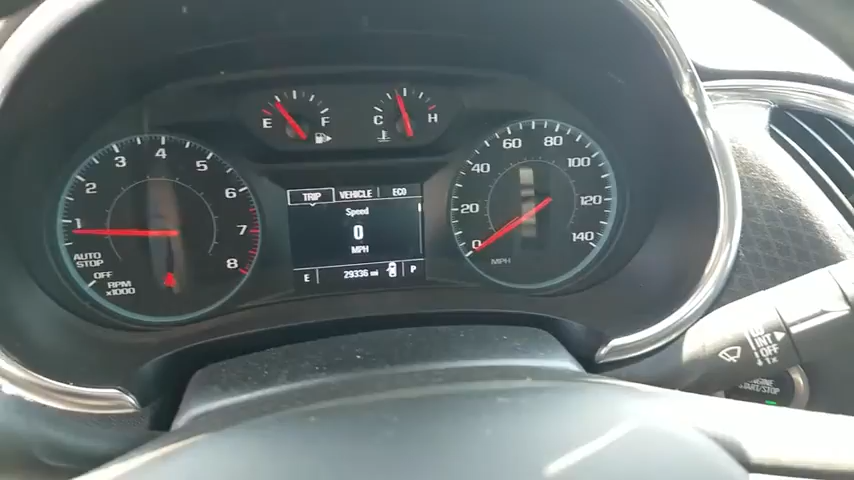 E F
C H
1 2 3 4 5 6 7 8
AUTO
STOP
OFF
RPM
x1000
TRIP VEHICLE ECO
Speed
0
MPH
E 29336 mi P
0 20 40 60 80 100 120 140
MPH
INT
OFF
1x
ENGINE
START/STOP